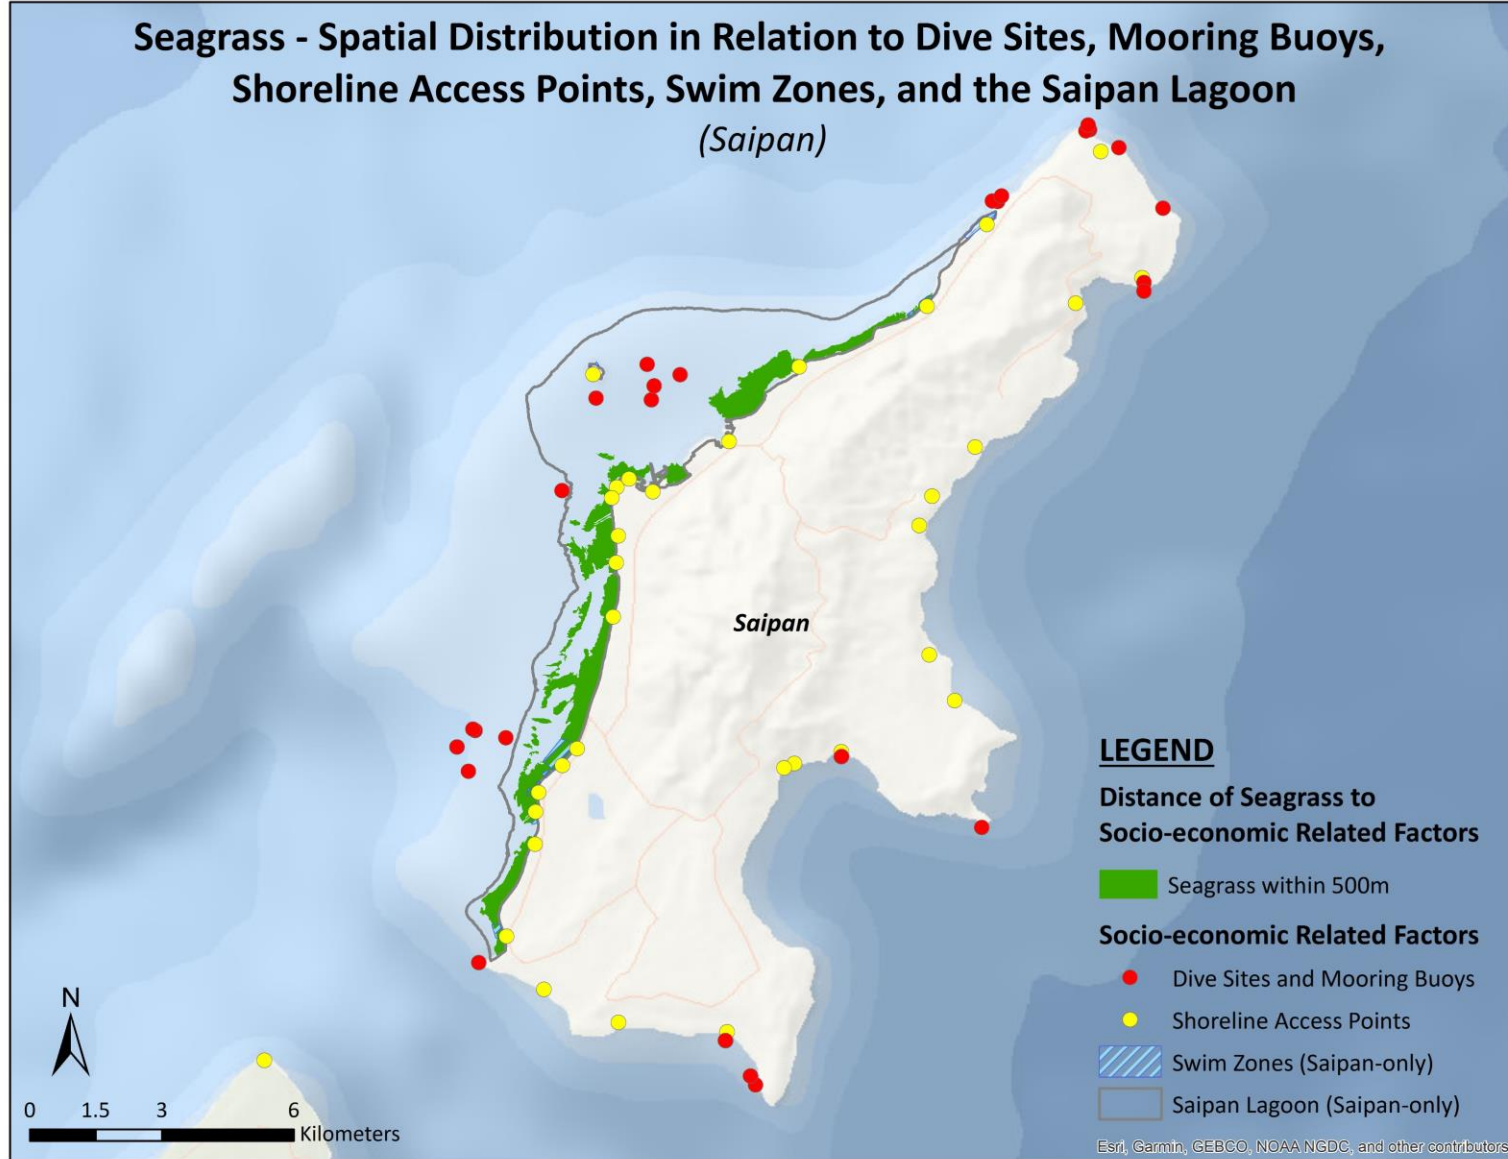 Seagrass - Spatial Distribution in Relation to Dive Sites, Mooring Buoys,
Shoreline Access Points, Swim Zones, and the Saipan Lagoon
(Saipan)
Saipan
LEGEND
Distance of Seagrass to
Socio-economic Related Factors
Seagrass within 500m
Socio-economic Related Factors
Dive Sites and Mooring Buoys
Shoreline Access Points
Swim Zones (Saipan-only)
Saipan Lagoon (Saipan-only)
N
0 1.5 3 6
Kilometers
Esri, Garmin, GEBCO, NOAA NGDC, and other contributors